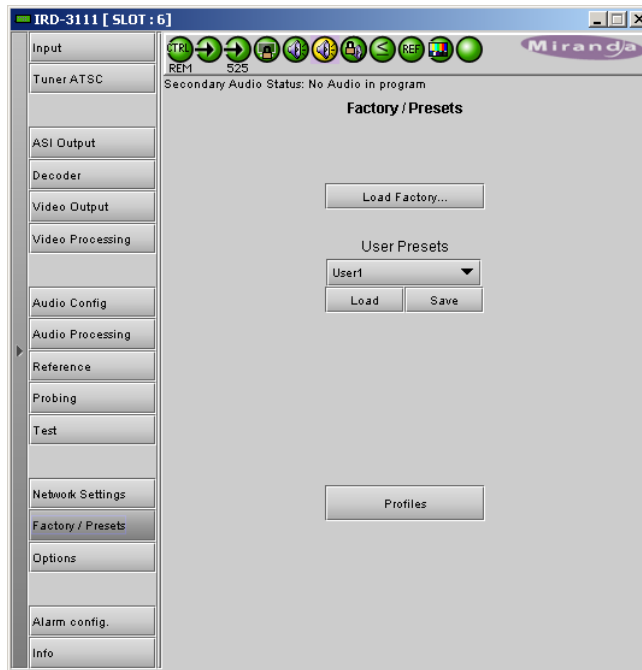 IRD-3111 [ SLOT : 6]
Input
Tuner ATSC
ASI Output
Decoder
Video Output
Video Processing
Audio Config
Audio Processing
Reference
Probing
Test
Network Settings
Factory / Presets
Options
Alarm config.
Info
CTRL
REF
Miranda
REM
525
Secondary Audio Status: No Audio in program
Factory / Presets
Load Factory...
User Presets
User1
Load
Save
Profiles